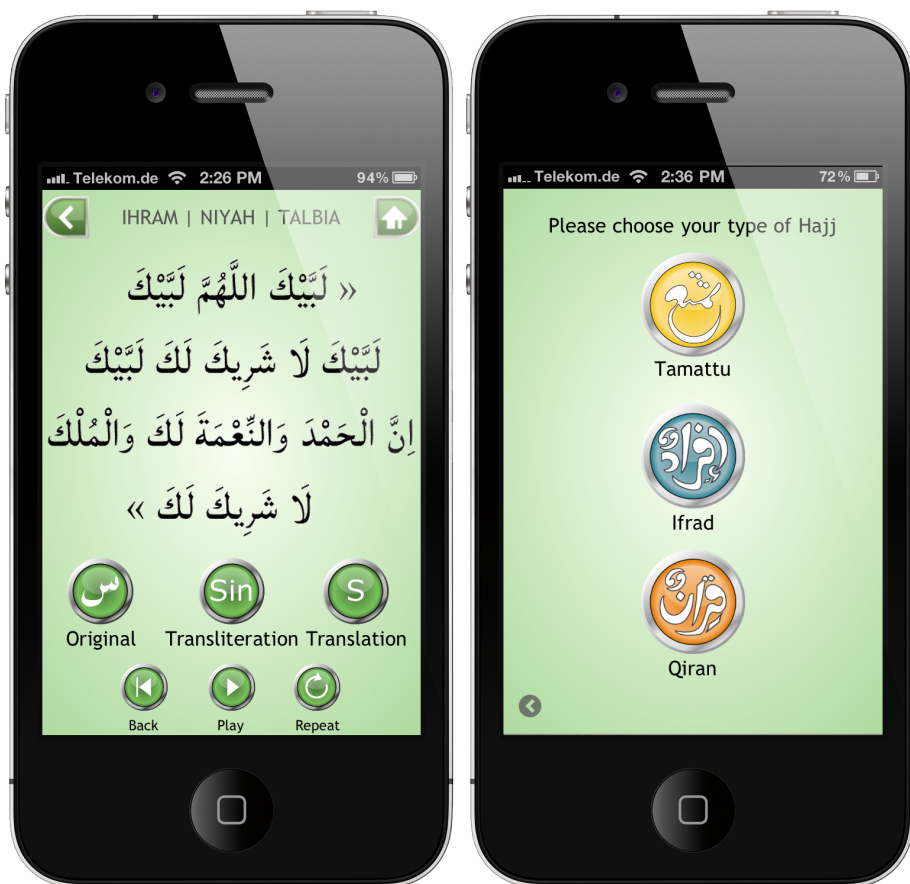 Telekom.de 2:26 PM 94%
IHRAM | NIYAH | TALBIA
« لَبَّيْكَ اللَّهُمَّ لَبَّيْكَ
لَبَّيْكَ لَا شَرِيكَ لَكَ لَبَّيْكَ
اِنَّ الْحَمْدَ وَالنِّعْمَةَ لَكَ وَالْمُلْكَ
لَا شَرِيكَ لَكَ »
س Sin S
Original Transliteration Translation
Back Play Repeat
Telekom.de 2:36 PM 72%
Please choose your type of Hajj
تمتع
Tamattu
إفراد
Ifrad
قران
Qiran